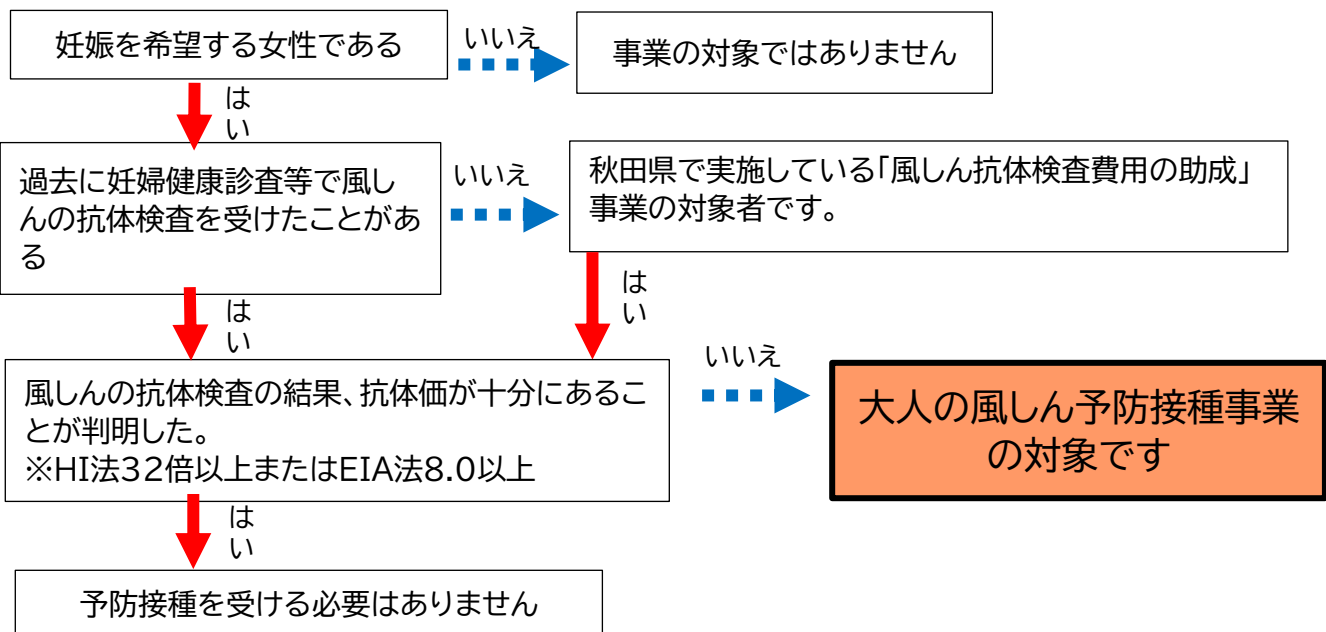 妊娠を希望する女性である
いいえ
事業の対象ではありません
は
い
過去に妊婦健康診査等で風し
んの抗体検査を受けたことがあ
る
いいえ
秋田県で実施している「風しん抗体検査費用の助成」
事業の対象者です。
は
い
は
い
風しんの抗体検査の結果、抗体価が十分にあるこ
とが判明した。
※HI法32倍以上またはEIA法8.0以上
いいえ
大人の風しん予防接種事業
の対象です
は
い
予防接種を受ける必要はありません